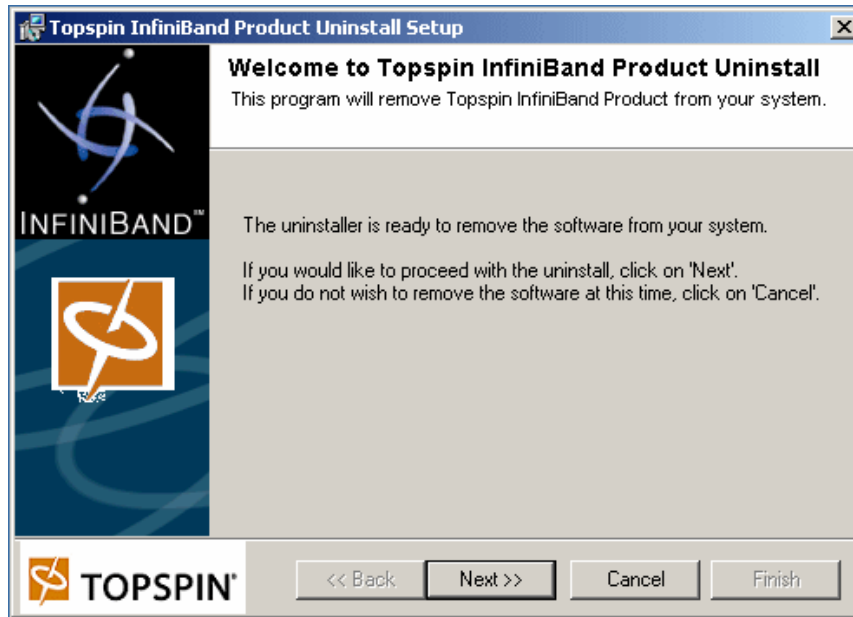 Topspin InfiniBand Product Uninstall Setup
Welcome to Topspin InfiniBand Product Uninstall
This program will remove Topspin InfiniBand Product from your system.
INFINIBAND™
The uninstaller is ready to remove the software from your system.
If you would like to proceed with the uninstall, click on 'Next'.
If you do not wish to remove the software at this time, click on 'Cancel'.
TOPSPIN
<< Back
Next >>
Cancel
Finish